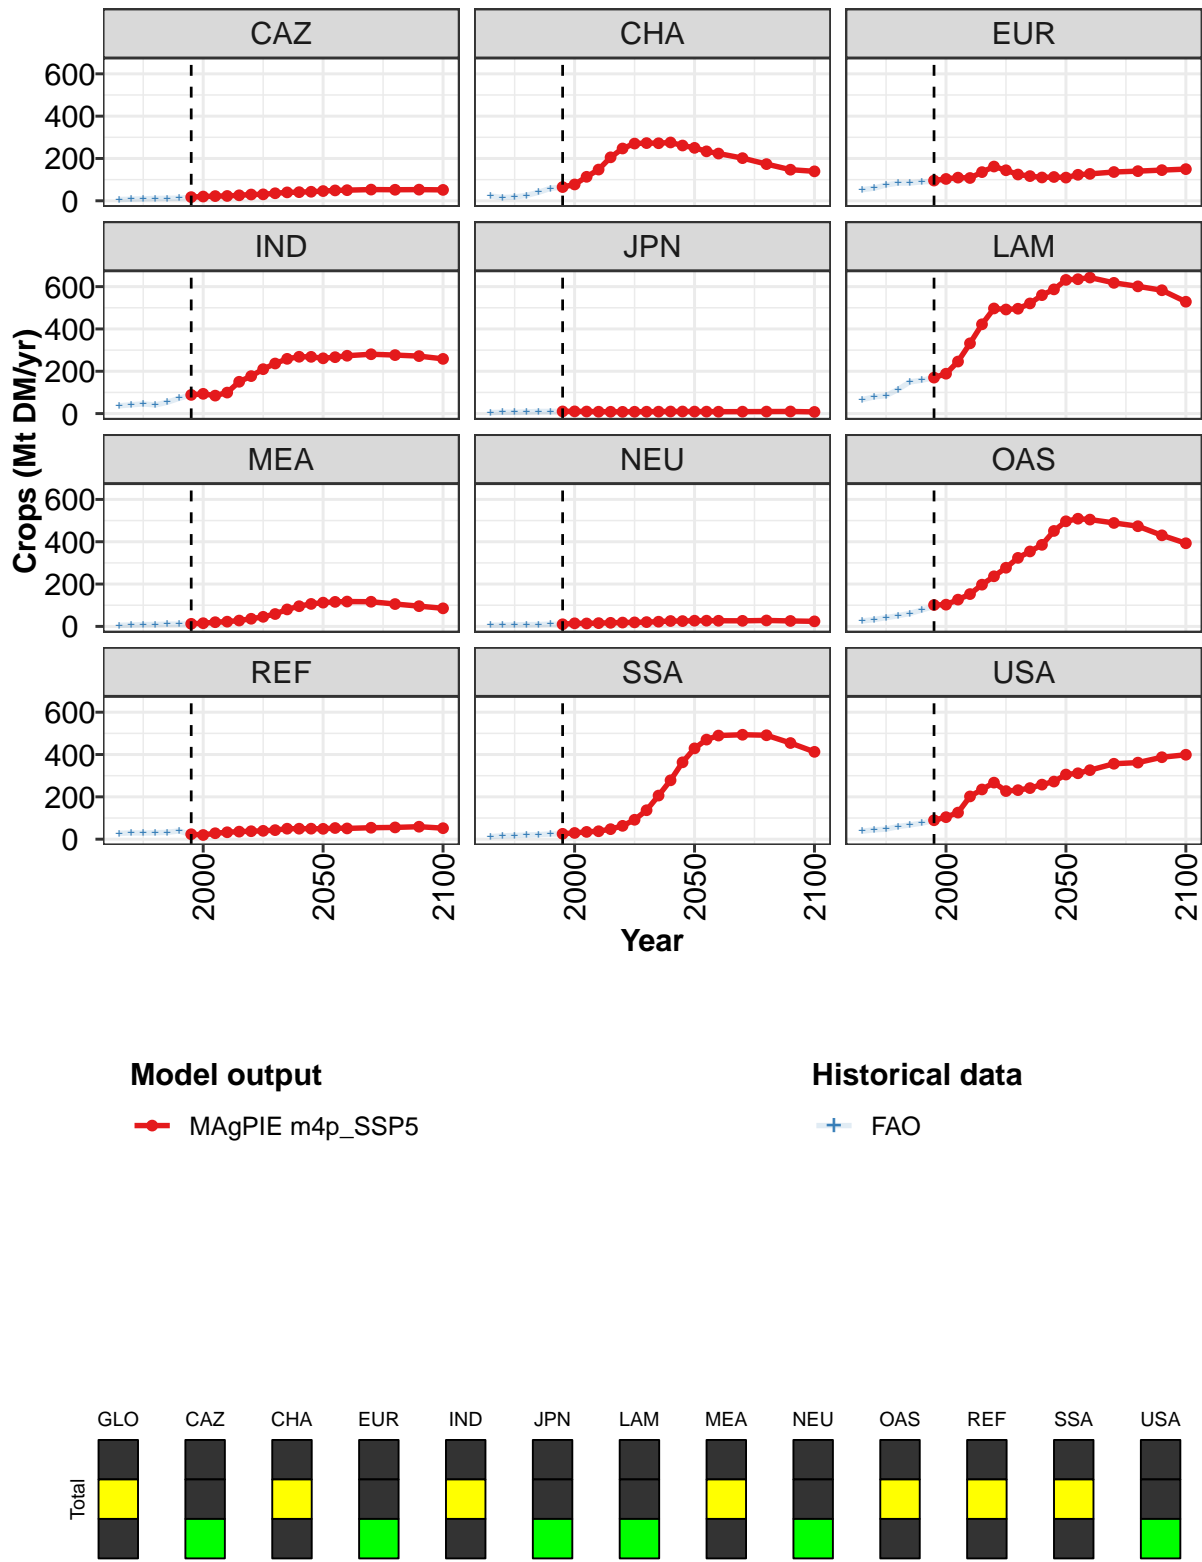 CAZ CHA EUR
600
400
200
0
IND JPN LAM
600
400
200
0
MEA NEU OAS
600
400
200
0
REF SSA USA
600
400
200
0
2000 2050 2100 2000 2050 2100 2000 2050 2100
Year
Crops (Mt DM/yr)
Model output
MAgPIE m4p_SSP5
Historical data
FAO
GLO CAZ CHA EUR IND JPN LAM MEA NEU OAS REF SSA USA
Total